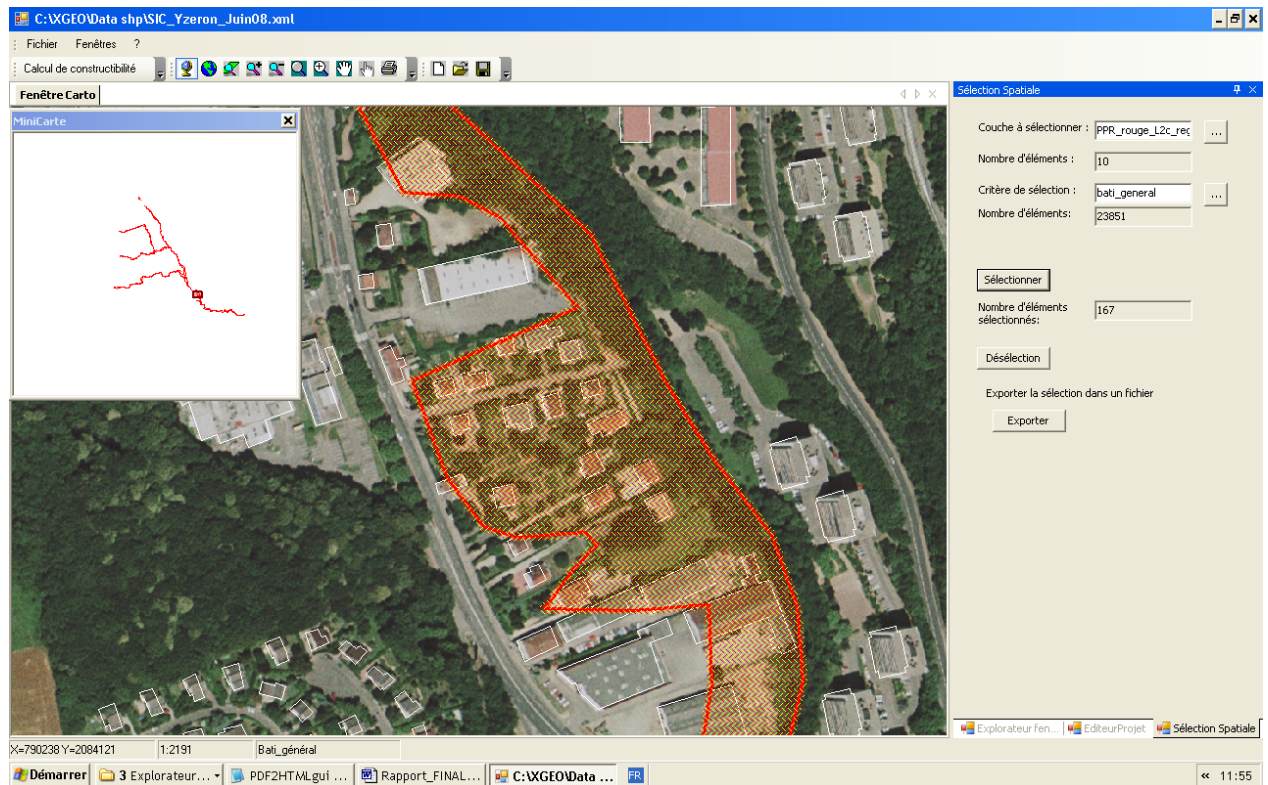 C:\XGEO\Data shp\SIC_Yzeron_Juin08.xml
Fichier Fenêtres ?
Calcul de constructibilité
Fenêtre Carto
MiniCarte
Sélection Spatiale
Couche à sélectionner : PPR_rouge_L2c_reg ...
Nombre d'éléments : 10
Critère de sélection : bati_general ...
Nombre d'éléments: 23851
Sélectionner
Nombre d'éléments sélectionnés: 167
Désélection
Exporter la sélection dans un fichier
Exporter
Explorateur fen... EditeurProjet Sélection Spatiale
X=790238 Y=2084121 1:2191 Bati_général
Démarrer 3 Explorateur... PDF2HTMLgui ... Rapport_FINAL... C:\XGEO\Data ... FR « 11:55